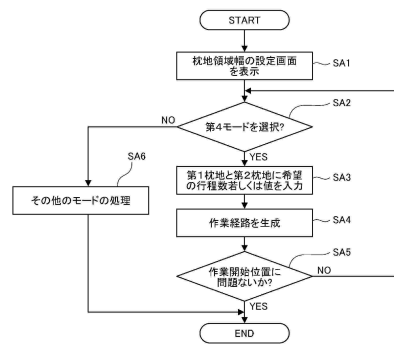 START
枕地領域幅の設定画面
を表示
SA1
SA2
NO
第4モードを選択?
SA6
YES
第1枕地と第2枕地に希望
の行程数若しくは値を入力
SA3
その他のモードの処理
作業経路を生成
SA4
SA5
作業開始位置に
問題ないか?
NO
YES
END